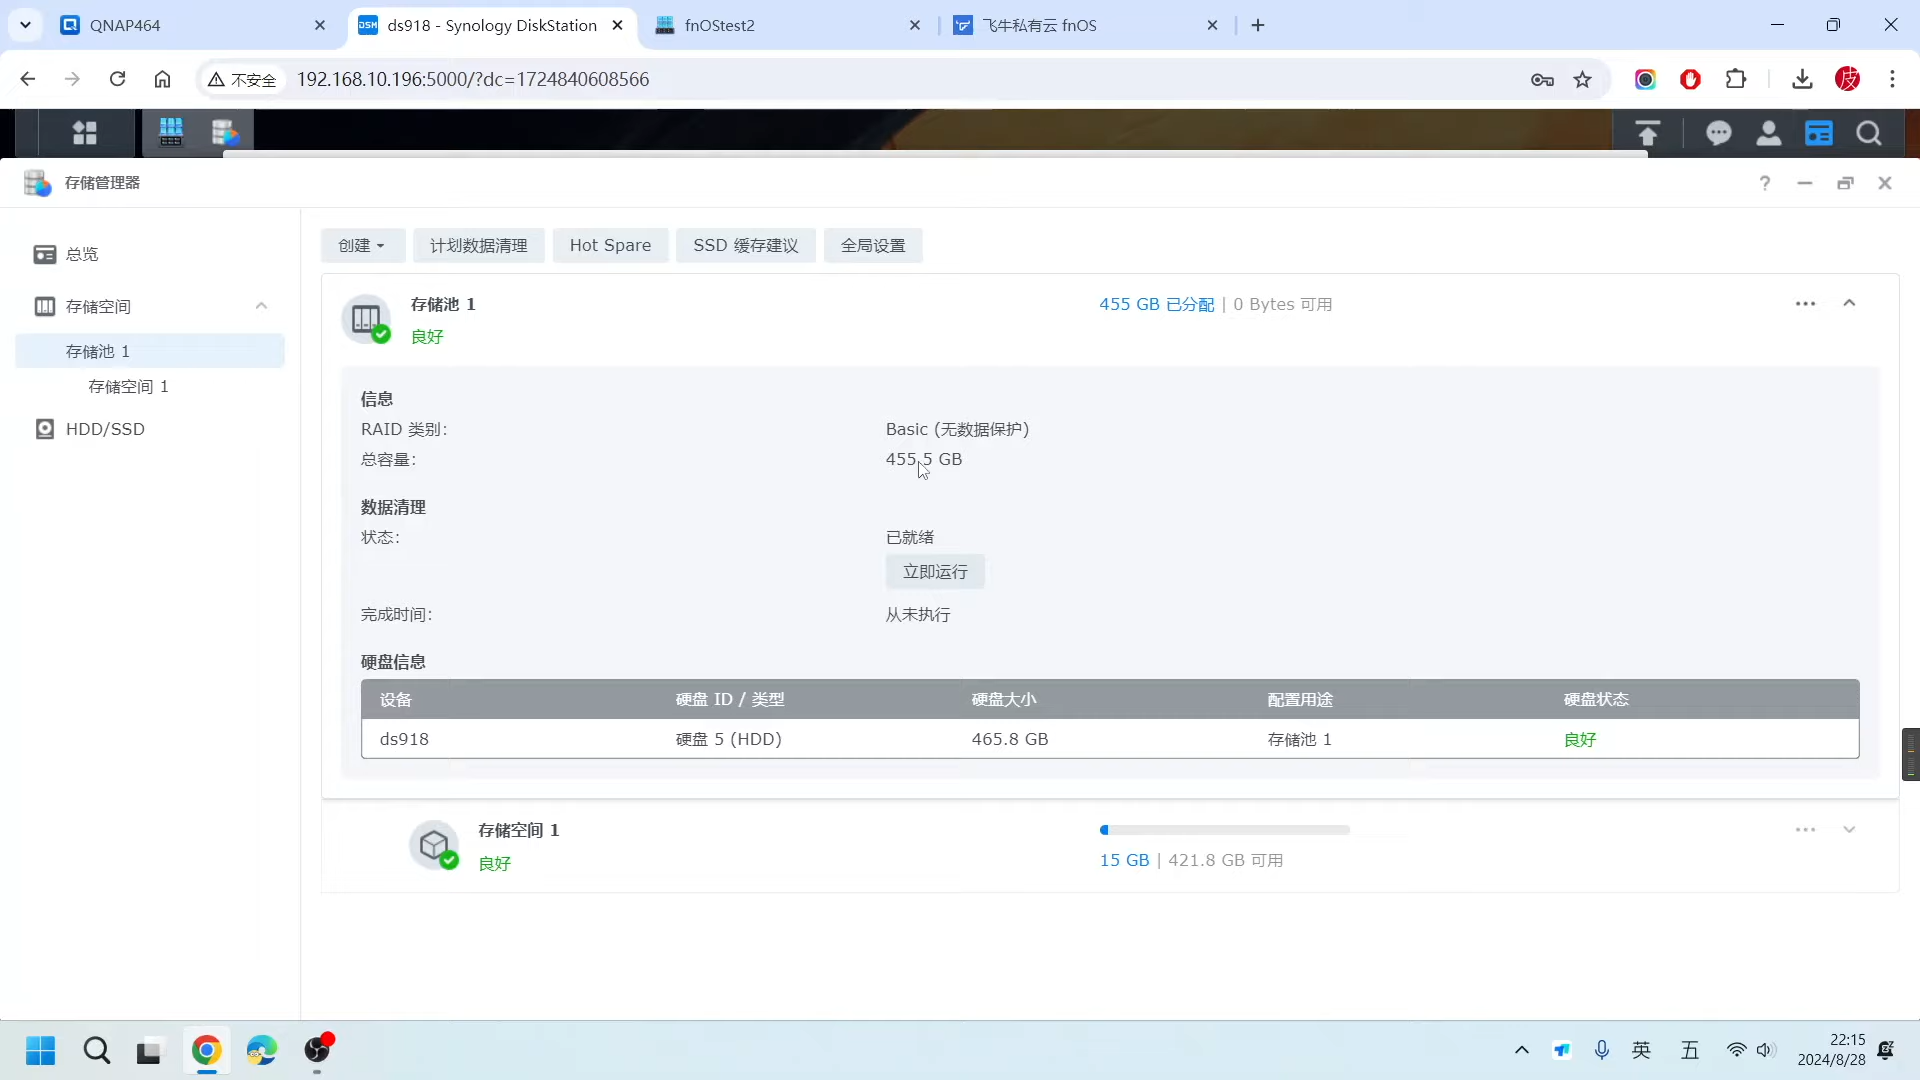 QNAP464
DSM
ds918 - Synology DiskStation
fnOStest2
飞牛私有云 fnOS
不安全
192.168.10.196:5000/?dc=1724840608566
皮
存储管理器
总览
存储空间
存储池 1
存储空间 1
HDD/SSD
创建
计划数据清理
Hot Spare
SSD 缓存建议
全局设置
存储池 1
455 GB 已分配 | 0 Bytes 可用
良好
信息
RAID 类别:
Basic (无数据保护)
总容量:
455.5 GB
数据清理
状态:
已就绪
立即运行
完成时间:
从未执行
硬盘信息
设备
硬盘 ID / 类型
硬盘大小
配置用途
硬盘状态
ds918
硬盘 5 (HDD)
465.8 GB
存储池 1
良好
存储空间 1
良好
15 GB | 421.8 GB 可用
英
五
22:15
2024/8/28